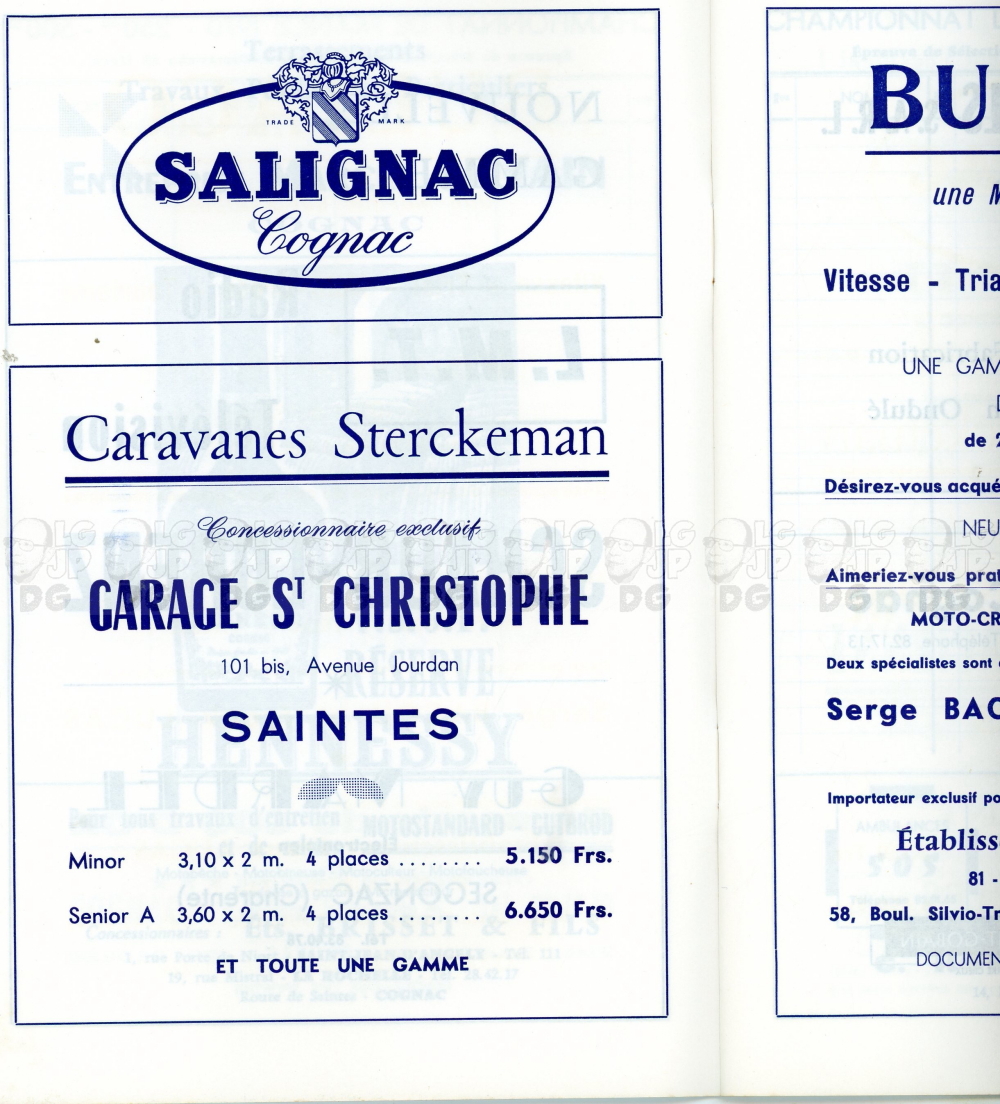 TRADE MARK
SALIGNAC
Cognac
Caravanes Sterckeman
Concessionnaire exclusif
GARAGE ST CHRISTOPHE
101 bis, Avenue Jourdan
SAINTES
Minor 3,10 x 2 m. 4 places ........ 5.150 Frs.
Senior A 3,60 x 2 m. 4 places ........ 6.650 Frs.
ET TOUTE UNE GAMME
BU
une M
Vitesse - Tria
UNE GAM
D
de 2
Désirez-vous acqué
NEU
Aimeriez-vous prat
MOTO-CR
Deux spécialistes sont
Serge BAC
Importateur exclusif po
Établiss
81 -
58, Boul. Silvio-Tr
DOCUMEN